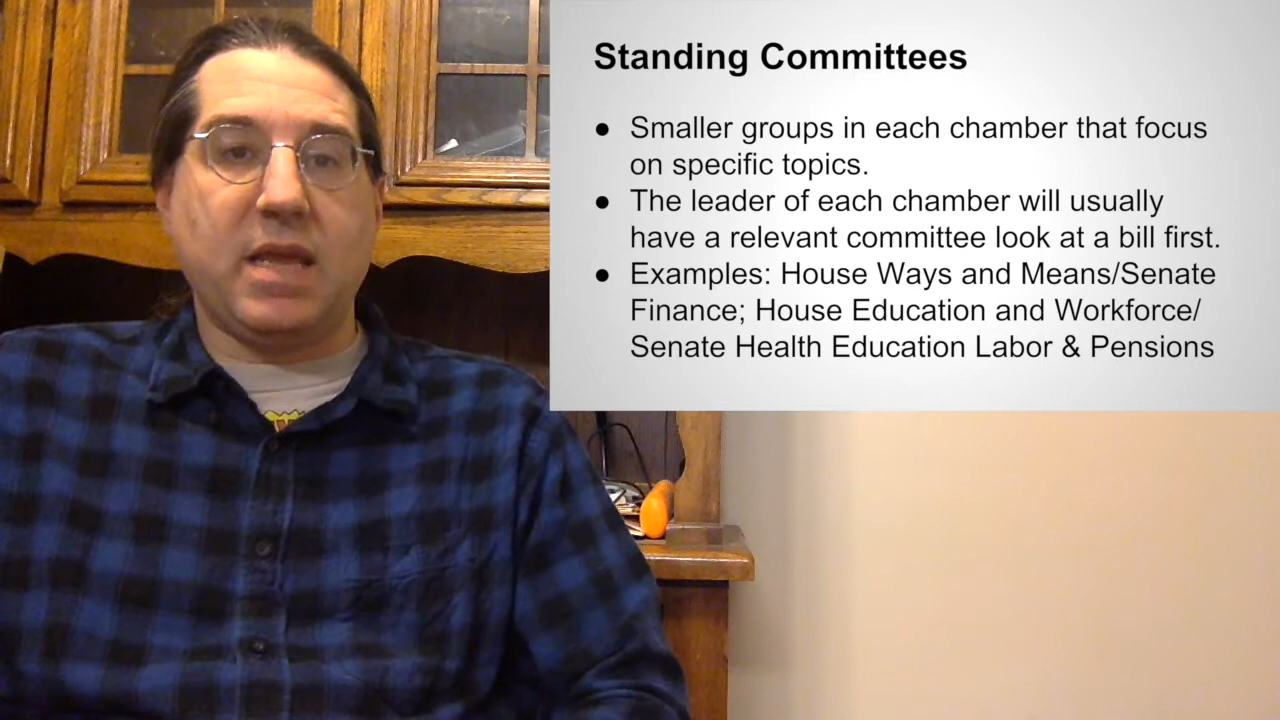 Standing Committees
● Smaller groups in each chamber that focus
on specific topics.
● The leader of each chamber will usually
have a relevant committee look at a bill first.
● Examples: House Ways and Means/Senate
Finance; House Education and Workforce/
Senate Health Education Labor & Pensions